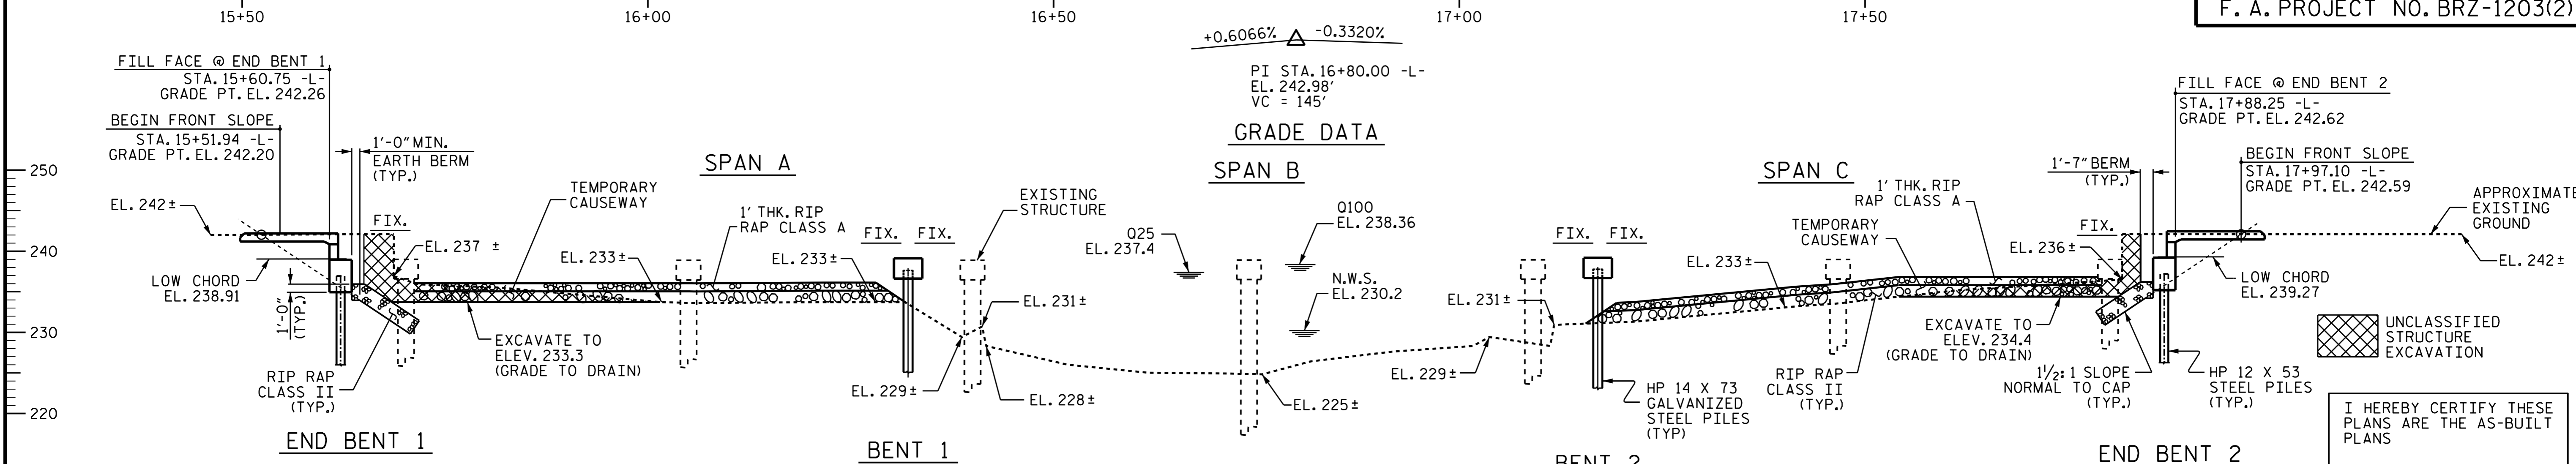 15+50
16+00
16+50
17+00
17+50
F. A. PROJECT NO. BRZ-1203(2)
+0.6066%
-0.3320%
PI STA. 16+80.00 -L-
EL. 242.98'
VC = 145'
GRADE DATA
FILL FACE @ END BENT 1
STA. 15+60.75 -L-
GRADE PT. EL. 242.26
BEGIN FRONT SLOPE
STA. 15+51.94 -L-
GRADE PT. EL. 242.20
1'-0" MIN.
EARTH BERM
(TYP.)
SPAN A
SPAN B
SPAN C
FILL FACE @ END BENT 2
STA. 17+88.25 -L-
GRADE PT. EL. 242.62
BEGIN FRONT SLOPE
STA. 17+97.10 -L-
GRADE PT. EL. 242.59
1'-7" BERM
(TYP.)
250
240
230
220
EL. 242±
FIX.
EL. 237 ±
TEMPORARY
CAUSEWAY
1' THK. RIP
RAP CLASS A
FIX.
FIX.
EXISTING
STRUCTURE
EL. 233±
EL. 233±
Q25
EL. 237.4
Q100
EL. 238.36
N.W.S.
EL. 230.2
FIX.
FIX.
1' THK. RIP
RAP CLASS A
TEMPORARY
CAUSEWAY
FIX.
EL. 236±
EL. 233±
APPROXIMATE
EXISTING
GROUND
EL. 242±
LOW CHORD
EL. 238.91
1'-0"
(TYP.)
EL. 231±
EL. 231±
LOW CHORD
EL. 239.27
EXCAVATE TO
ELEV. 233.3
(GRADE TO DRAIN)
EXCAVATE TO
ELEV. 234.4
(GRADE TO DRAIN)
UNCLASSIFIED
STRUCTURE
EXCAVATION
RIP RAP
CLASS II
(TYP.)
EL. 229±
EL. 228±
EL. 225±
EL. 229±
HP 14 X 73
GALVANIZED
STEEL PILES
(TYP)
RIP RAP
CLASS II
(TYP.)
1½:1 SLOPE
NORMAL TO CAP
(TYP.)
HP 12 X 53
STEEL PILES
(TYP.)
I HEREBY CERTIFY THESE
PLANS ARE THE AS-BUILT
PLANS
END BENT 1
BENT 1
BENT 2
END BENT 2